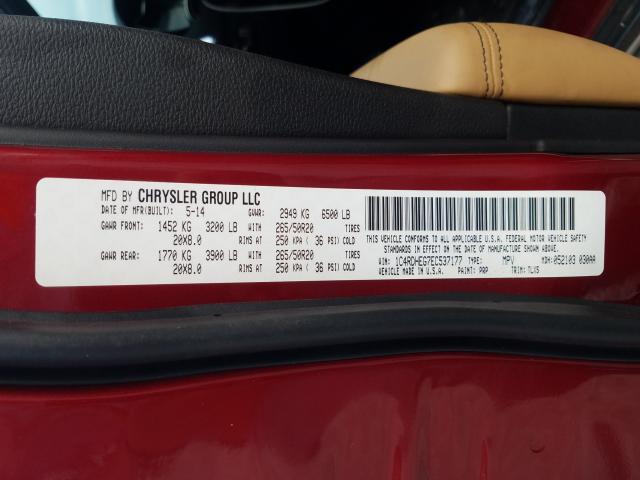 MFD BY CHRYSLER GROUP LLC
DATE OF MFR(BUILT): 5-14 GVWR: 2949 KG 6500 LB
GAWR FRONT: 1452 KG 3200 LB WITH 265/50R20 TIRES
20X8.0 RIMS AT 250 KPA ( 36 PSI) COLD
GAWR REAR: 1770 KG 3900 LB WITH 265/50R20 TIRES
20X8.0 RIMS AT 250 KPA ( 36 PSI) COLD
THIS VEHICLE CONFORMS TO ALL APPLICABLE U.S.A. FEDERAL MOTOR VEHICLE SAFETY
STANDARDS IN EFFECT ON THE DATE OF MANUFACTURE SHOWN ABOVE.
VIN: 1C4RDHEG7EC537177 TYPE: MPV MDH: 052103 030AA
VEHICLE MADE IN U.S.A. PAINT: PRP TRIM: TLX5